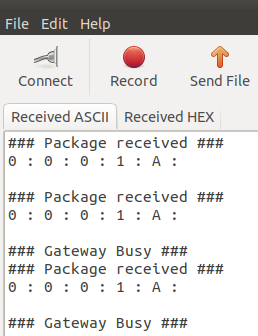 File Edit Help
Connect Record Send File
Received ASCII Received HEX
### Package received ###
0 : 0 : 0 : 1 : A :
### Package received ###
0 : 0 : 0 : 1 : A :
### Gateway Busy ###
### Package received ###
0 : 0 : 0 : 1 : A :
### Gateway Busy ###